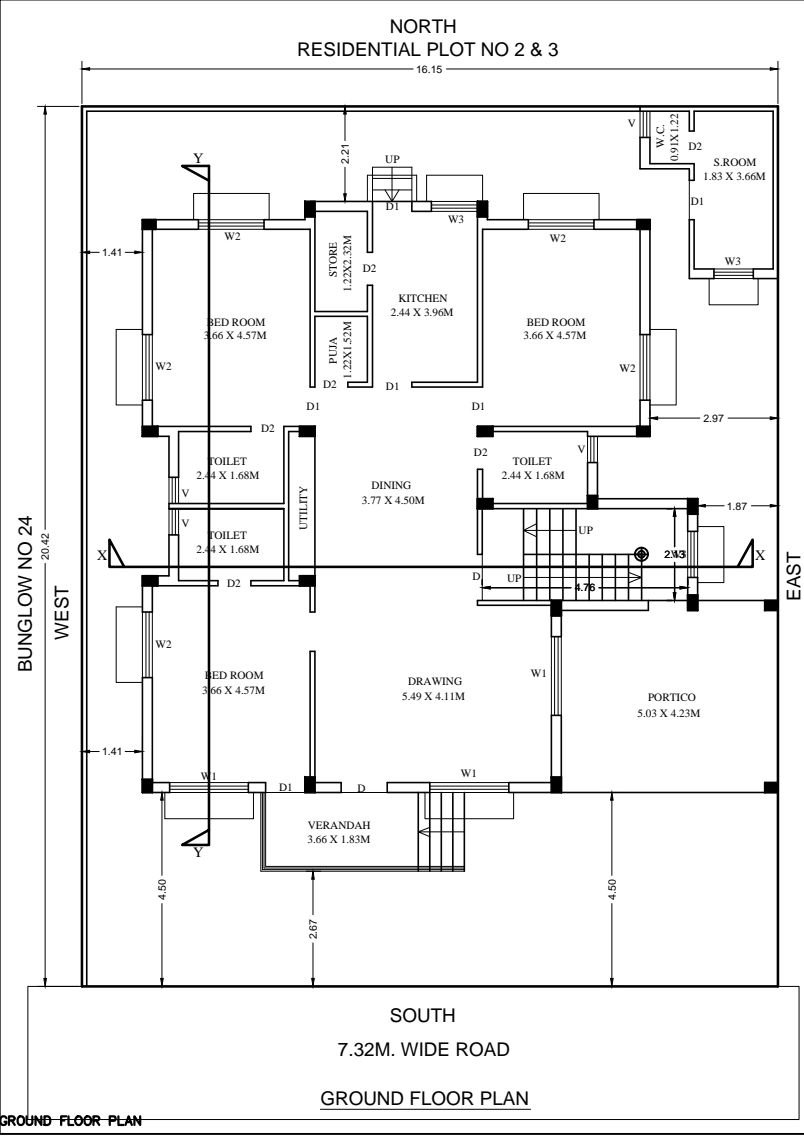 NORTH
RESIDENTIAL PLOT NO 2 & 3
16.15
V
W.C.
0.91X1.22
D2
S.ROOM
1.83 X 3.66M
D1
W3
2.21
UP
Y
D1
W3
W2
W2
1.41
STORE
1.22X2.32M
D2
KITCHEN
2.44 X 3.96M
BED ROOM
3.66 X 4.57M
BED ROOM
3.66 X 4.57M
PUJA
1.22X1.52M
W2
W2
D2
D1
D1
D1
2.97
D2
D2
V
TOILET
2.44 X 1.68M
TOILET
2.44 X 1.68M
DINING
3.77 X 4.50M
UTILITY
V
1.87
V
TOILET
2.44 X 1.68M
UP
X
X
UP
D
4.76
D2
BUNGLOW NO 24
20.42
WEST
EAST
W2
BED ROOM
3.66 X 4.57M
DRAWING
5.49 X 4.11M
W1
PORTICO
5.03 X 4.23M
1.41
W1
D1
D
W1
VERANDAH
3.66 X 1.83M
Y
4.50
2.67
4.50
SOUTH
7.32M. WIDE ROAD
GROUND FLOOR PLAN
GROUND FLOOR PLAN